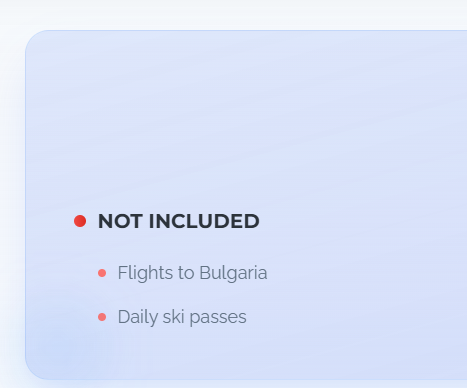 NOT INCLUDED
Flights to Bulgaria
Daily ski passes